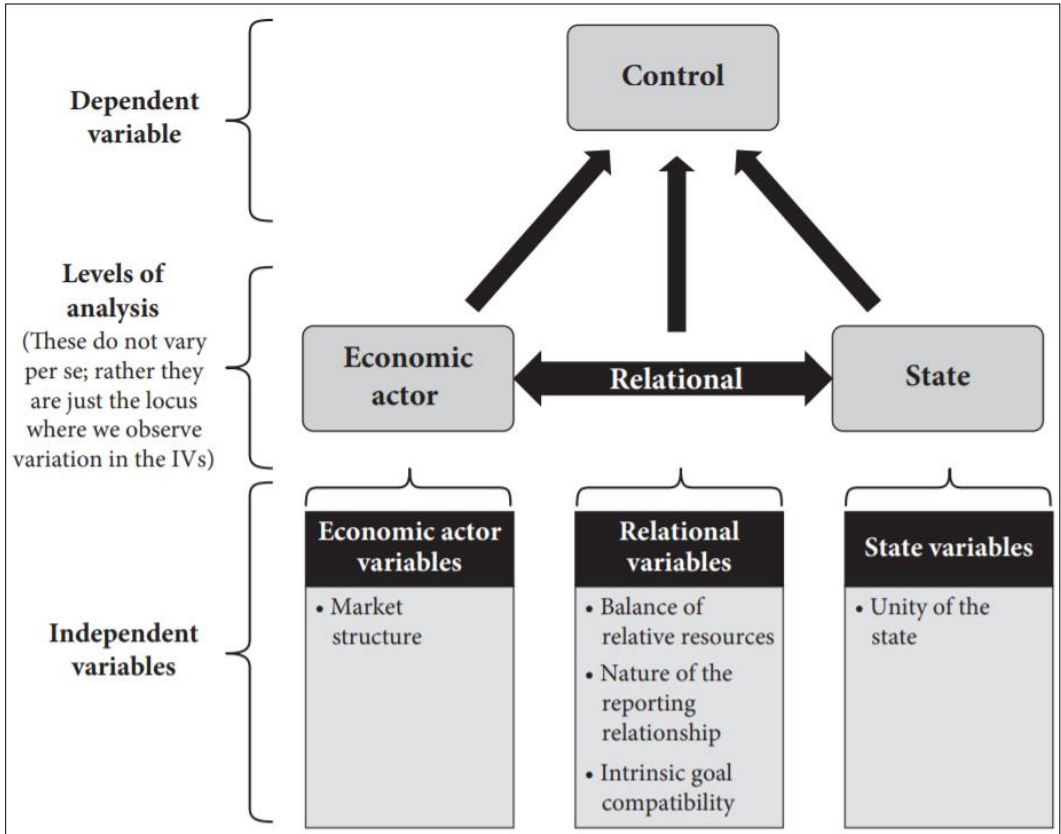 Dependent
variable
Control
Levels of
analysis
(These do not vary
per se; rather they
are just the locus
where we observe
variation in the IVs)
Economic
actor
Relational
State
Independent
variables
Economic actor
variables
• Market
structure
Relational
variables
• Balance of
relative resources
• Nature of the
reporting
relationship
• Intrinsic goal
compatibility
State variables
• Unity of the
state